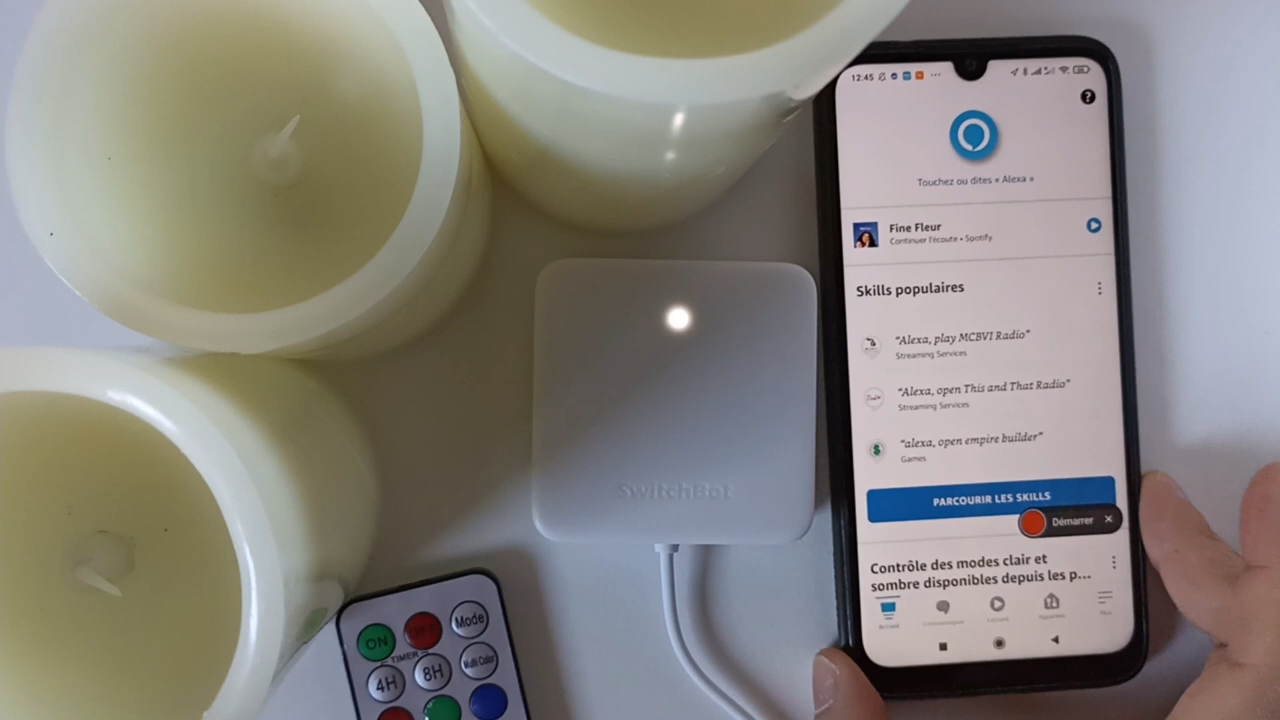 12:45
Touchez ou dites « Alexa »
Fine Fleur
Continuer l'écoute • Spotify
Skills populaires
“Alexa, play MCBVI Radio”
Streaming Services
“Alexa, open This and That Radio”
Streaming Services
“alexa, open empire builder”
Games
PARCOURIR LES SKILLS
Démarrer
Contrôle des modes clair et
sombre disponibles depuis les p...
Accueil
Plus
SwitchBot
ON
OFF
Mode
TIMER
4H
8H
Multi Color